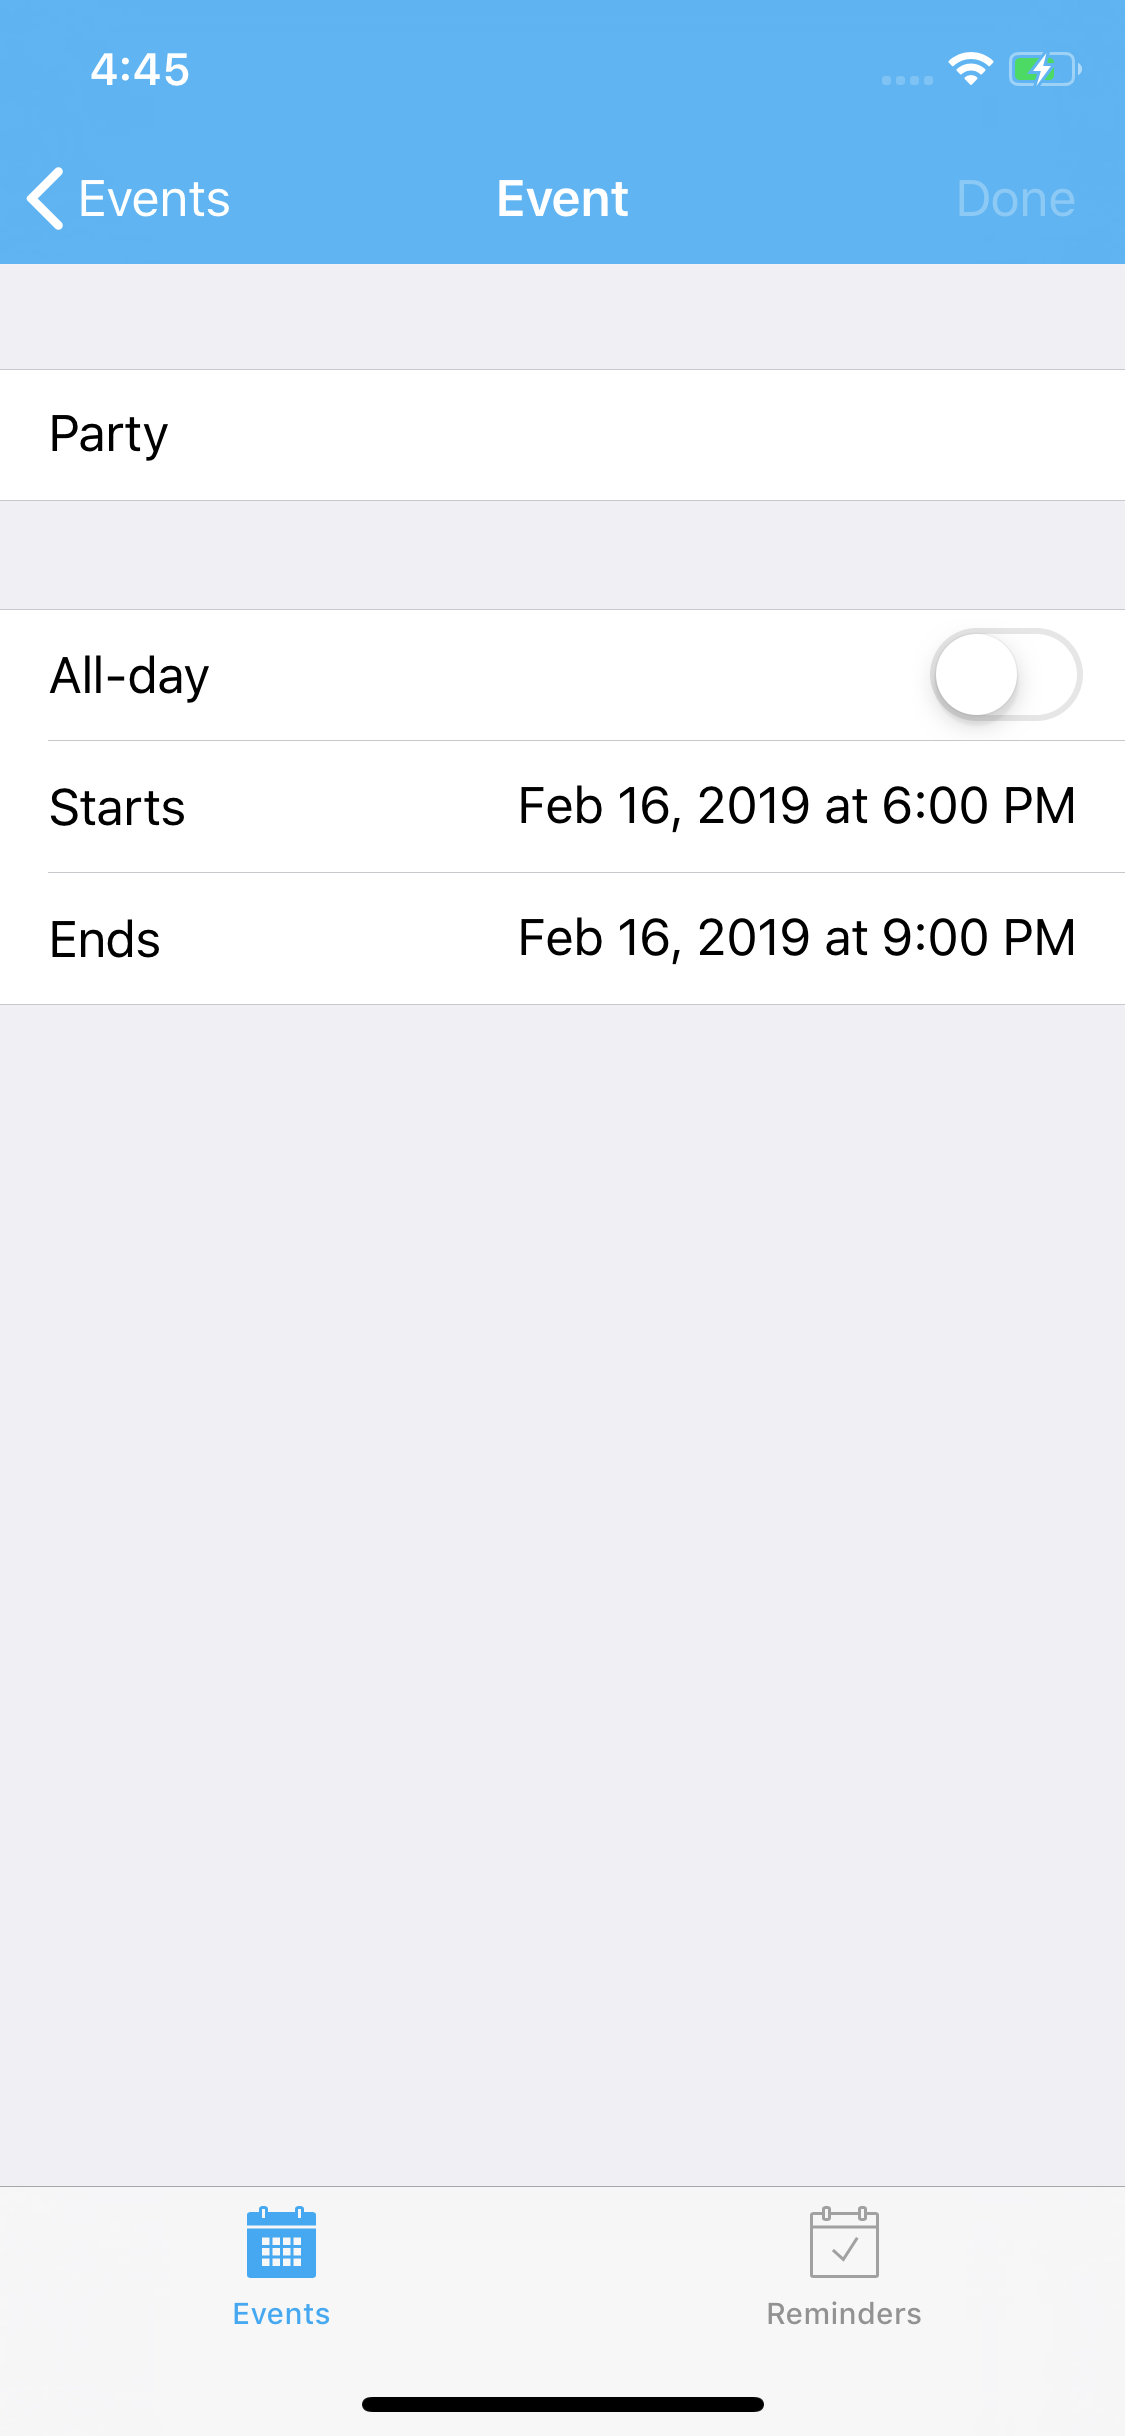 4:45
Events Event Done
Party
All-day
Starts Feb 16, 2019 at 6:00 PM
Ends Feb 16, 2019 at 9:00 PM
Events Reminders